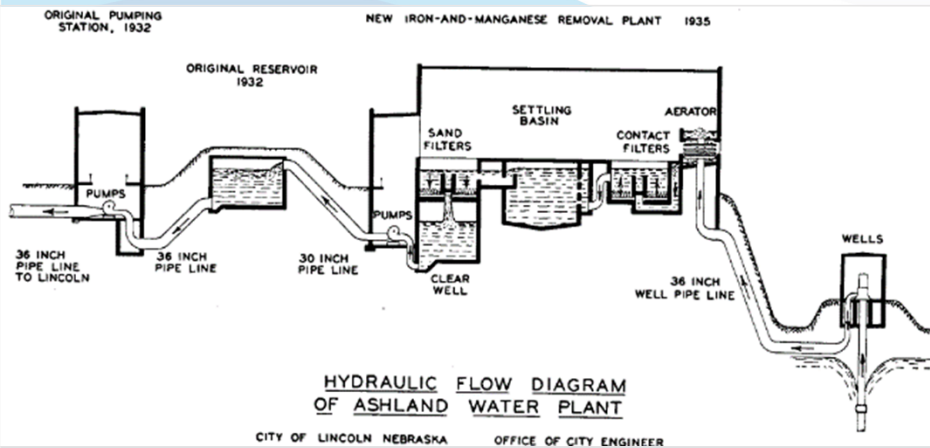 ORIGINAL PUMPING
STATION, 1932
NEW IRON-AND-MANGANESE REMOVAL PLANT 1935
ORIGINAL RESERVOIR
1932
SETTLING
BASIN
AERATOR
SAND
FILTERS
CONTACT
FILTERS
PUMPS
PUMPS
WELLS
36 INCH
PIPE LINE
TO LINCOLN
36 INCH
PIPE LINE
30 INCH
PIPE LINE
CLEAR
WELL
36 INCH
WELL PIPE LINE
HYDRAULIC FLOW DIAGRAM
OF ASHLAND WATER PLANT
CITY OF LINCOLN NEBRASKA OFFICE OF CITY ENGINEER